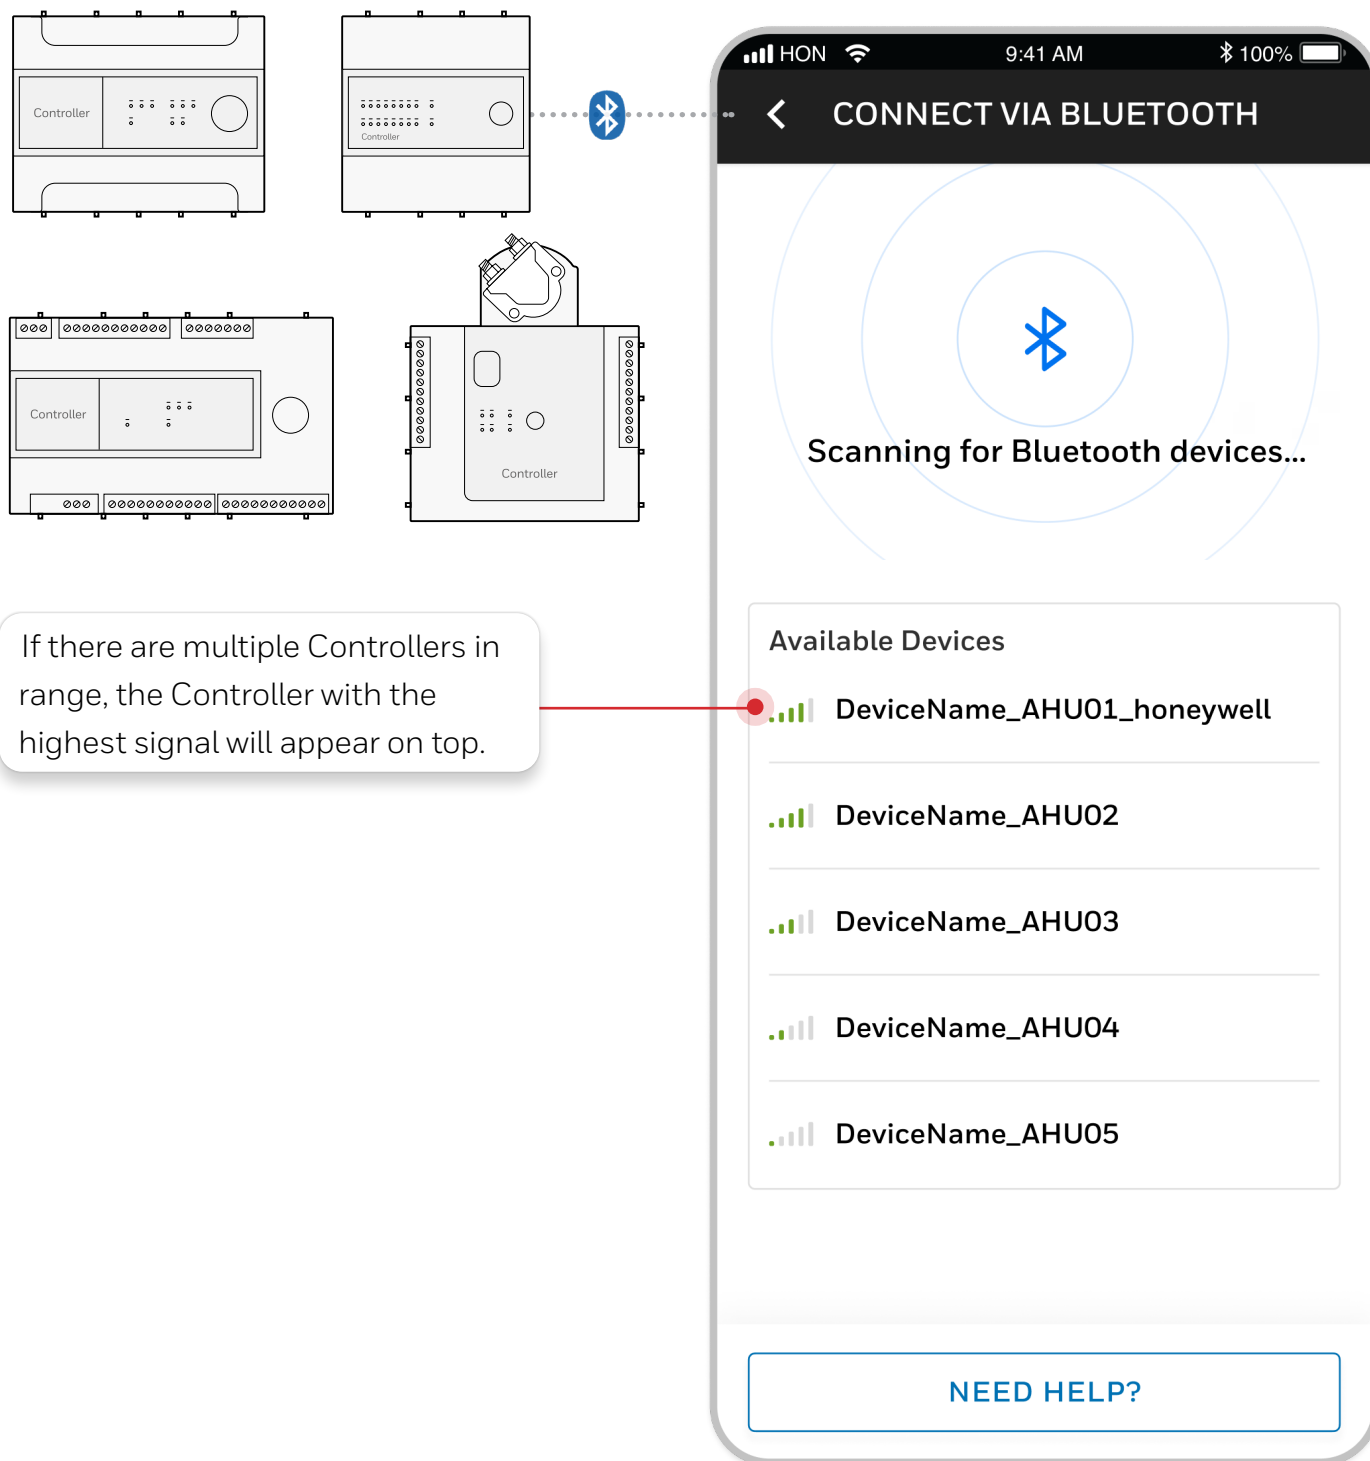 Controller
Controller
Controller
Controller
If there are multiple Controllers in
range, the Controller with the
highest signal will appear on top.
HON 9:41 AM 100%
CONNECT VIA BLUETOOTH
Scanning for Bluetooth devices...
Available Devices
DeviceName_AHU01_honeywell
DeviceName_AHU02
DeviceName_AHU03
DeviceName_AHU04
DeviceName_AHU05
NEED HELP?